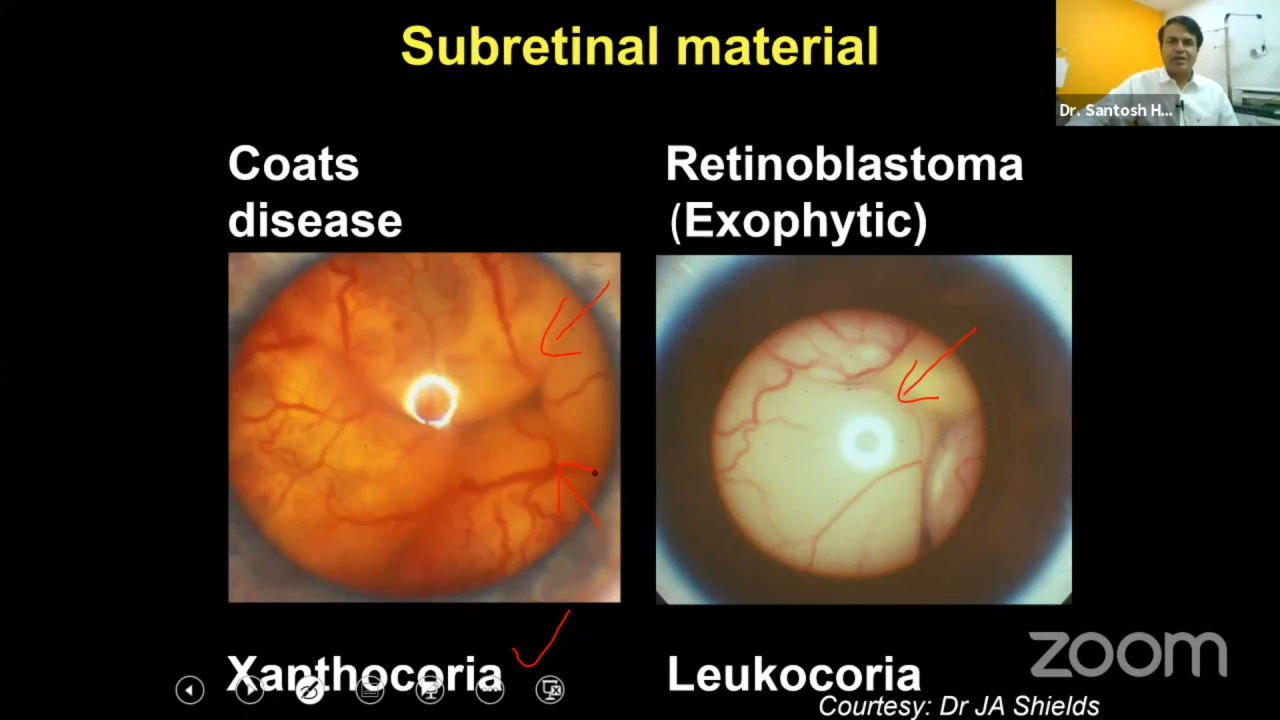 Subretinal material
Dr. Santosh H...
Coats
disease
Retinoblastoma
(Exophytic)
Xanthocoria
Leukocoria
zoom
Courtesy: Dr JA Shields